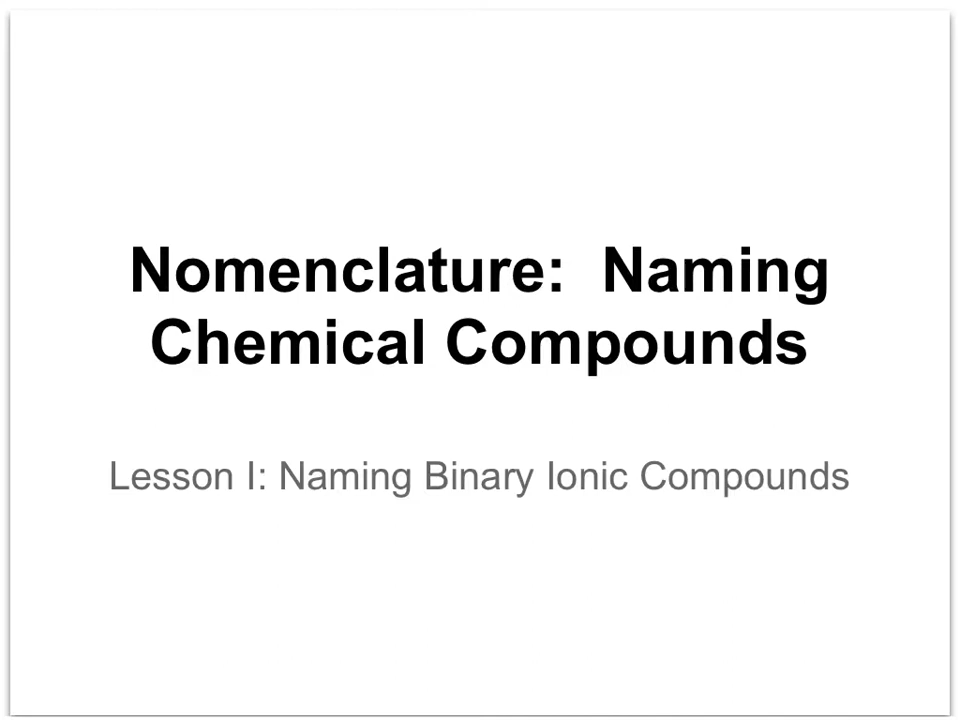 Nomenclature:  Naming
Chemical Compounds
Lesson I: Naming Binary Ionic Compounds